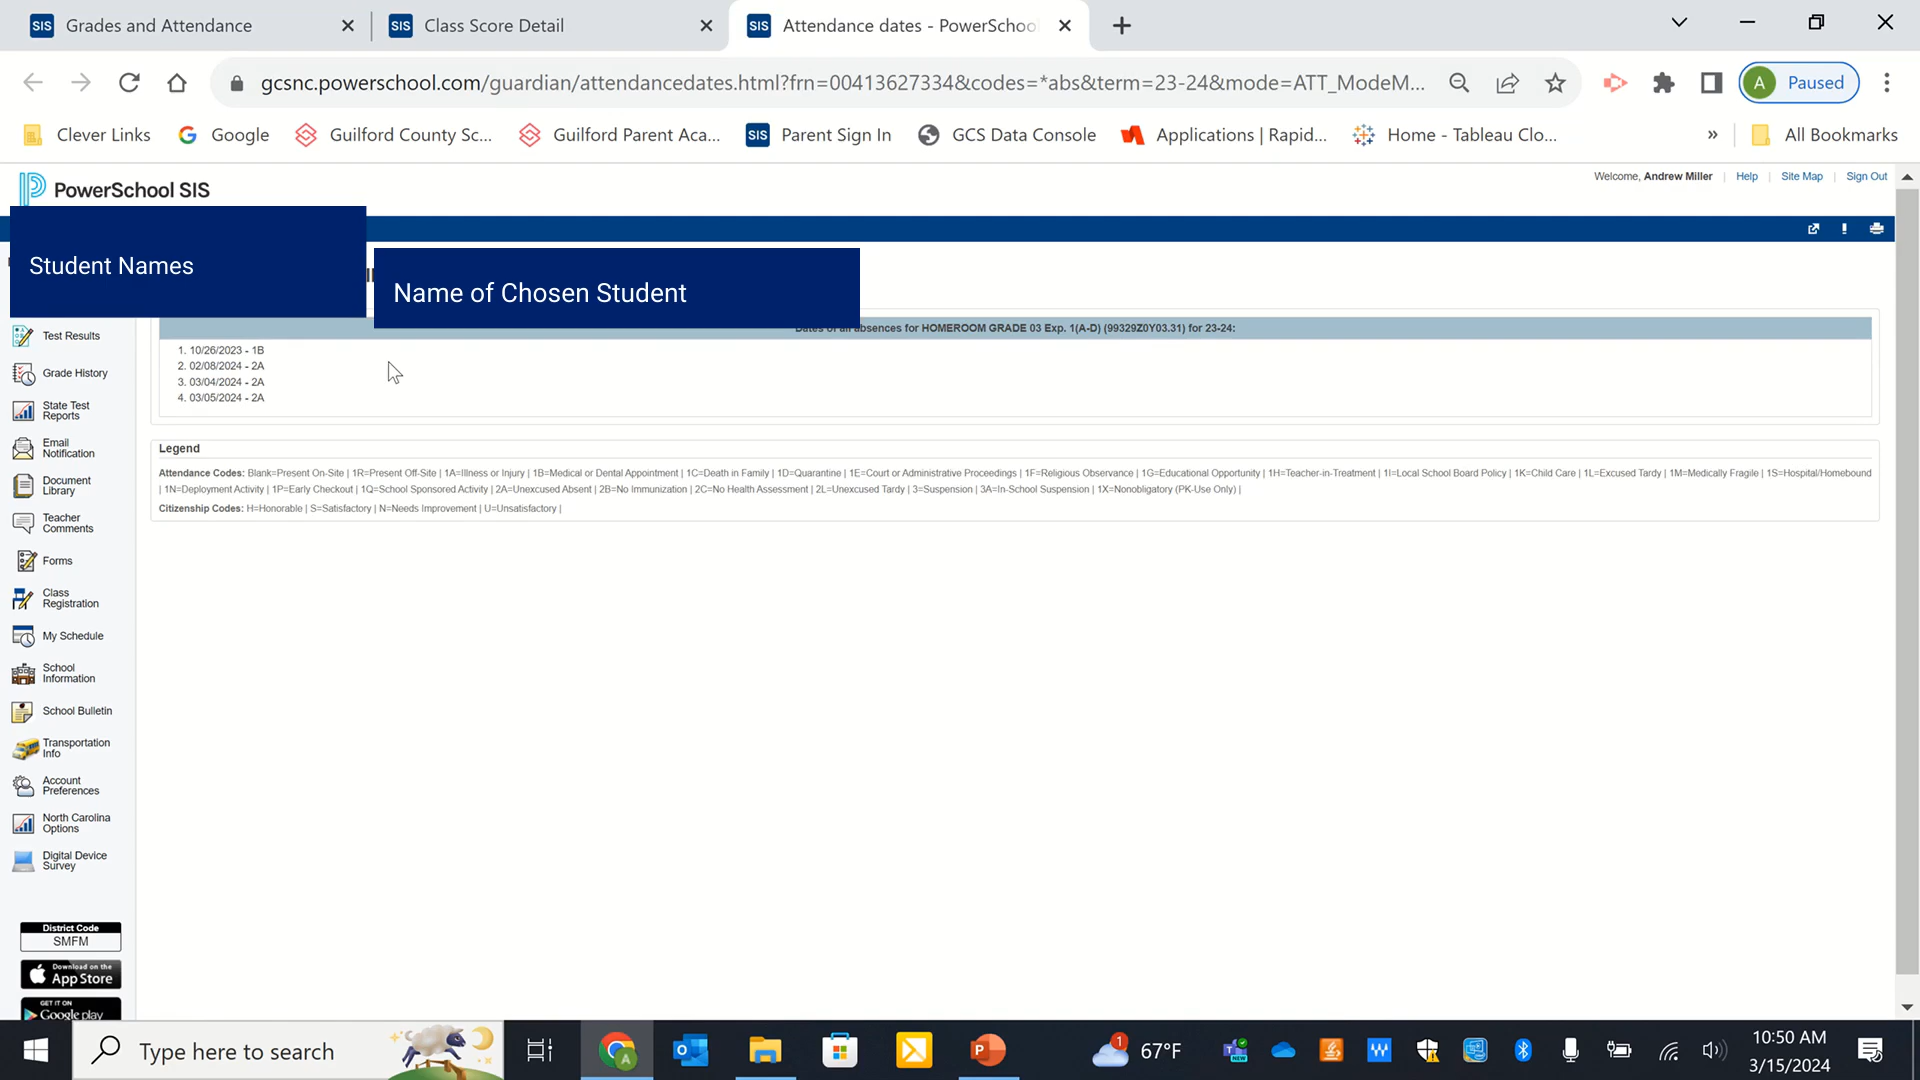 Grades and Attendance
Class Score Detail
Attendance dates - PowerSchoo
gcsnc.powerschool.com/guardian/attendancedates.html?frn=00413627334&codes=*abs&term=23-24&mode=ATT_ModeM...
A Paused
Clever Links
Google
Guilford County Sc...
Guilford Parent Aca...
SIS Parent Sign In
GCS Data Console
Applications | Rapid...
Home - Tableau Clo...
»
All Bookmarks
PowerSchool SIS
Welcome, Andrew Miller | Help | Site Map | Sign Out
Student Names
Name of Chosen Student
Dates of all absences for HOMEROOM GRADE 03 Exp. 1(A-D) (99329Z0Y03.31) for 23-24:
1. 10/26/2023 - 1B
2. 02/08/2024 - 2A
3. 03/04/2024 - 2A
4. 03/05/2024 - 2A
Legend
Attendance Codes: Blank=Present On-Site | 1R=Present Off-Site | 1A=Illness or Injury | 1B=Medical or Dental Appointment | 1C=Death in Family | 1D=Quarantine | 1E=Court or Administrative Proceedings | 1F=Religious Observance | 1G=Educational Opportunity | 1H=Teacher-in-Treatment | 1I=Local School Board Policy | 1K=Child Care | 1L=Excused Tardy | 1M=Medically Fragile | 1S=Hospital/Homebound
| 1N=Deployment Activity | 1P=Early Checkout | 1Q=School Sponsored Activity | 2A=Unexcused Absent | 2B=No Immunization | 2C=No Health Assessment | 2L=Unexcused Tardy | 3=Suspension | 3A=In-School Suspension | 1X=Nonobligatory (PK-Use Only) |
Citizenship Codes: H=Honorable | S=Satisfactory | N=Needs Improvement | U=Unsatisfactory |
Test Results
Grade History
State Test
Reports
Email
Notification
Document
Library
Teacher
Comments
Forms
Class
Registration
My Schedule
School
Information
School Bulletin
Transportation
Info
Account
Preferences
North Carolina
Options
Digital Device
Survey
District Code
SMFM
Download on the
App Store
GET IT ON
Google play
Type here to search
1
67°F
10:50 AM
3/15/2024